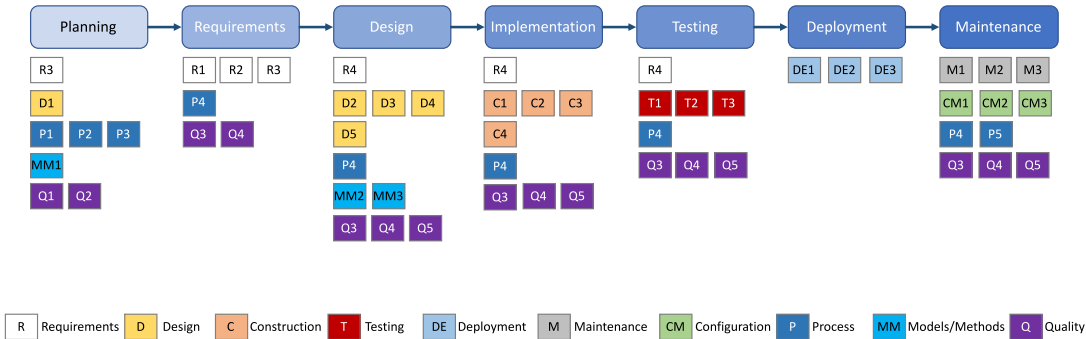 Planning Requirements Design Implementation Testing Deployment Maintenance
R3 R1 R2 R3 R4 R4 R4 DE1 DE2 DE3 M1 M2 M3
D1 P4 D2 D3 D4 C1 C2 C3 T1 T2 T3 CM1 CM2 CM3
P1 P2 P3 Q3 Q4 D5 C4 P4 P4 P5
MM1 P4 P4 Q3 Q4 Q5 Q3 Q4 Q5
Q1 Q2 MM2 MM3 Q3 Q4 Q5
Q3 Q4 Q5
R Requirements D Design C Construction T Testing DE Deployment M Maintenance CM Configuration P Process MM Models/Methods Q Quality